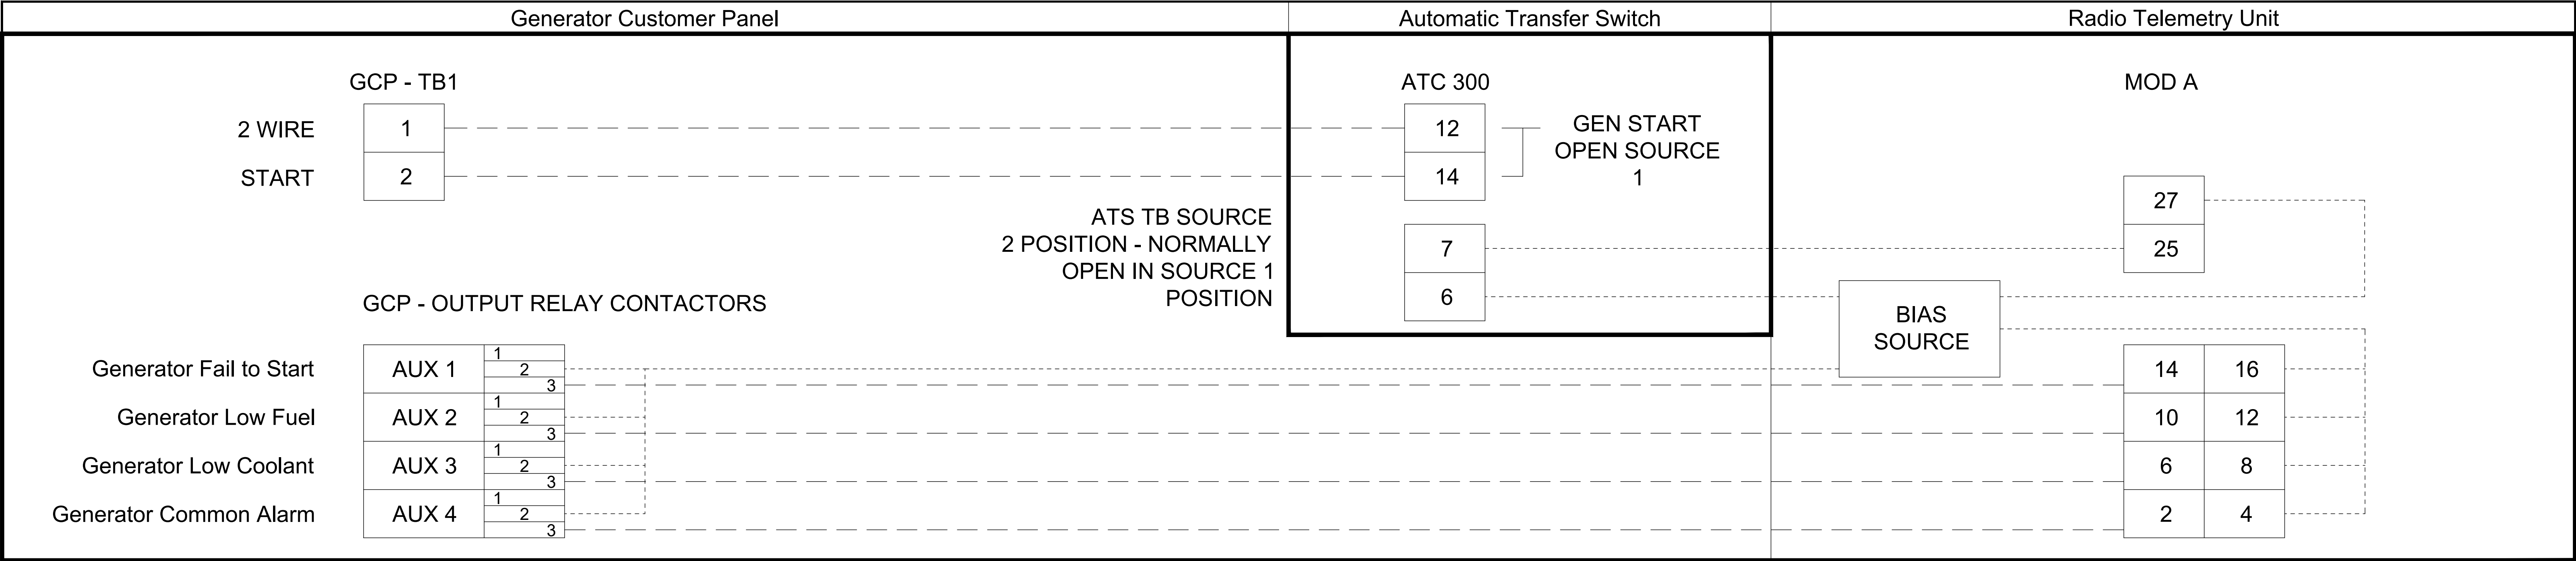 Generator Customer Panel
Automatic Transfer Switch
Radio Telemetry Unit
GCP - TB1
2 WIRE
1
START
2
ATC 300
12
14
GEN START
OPEN SOURCE
1
ATS TB SOURCE
2 POSITION - NORMALLY
OPEN IN SOURCE 1
POSITION
7
6
MOD A
27
25
BIAS
SOURCE
GCP - OUTPUT RELAY CONTACTORS
Generator Fail to Start
AUX 1
1
2
3
Generator Low Fuel
AUX 2
1
2
3
Generator Low Coolant
AUX 3
1
2
3
Generator Common Alarm
AUX 4
1
2
3
14 16
10 12
6 8
2 4